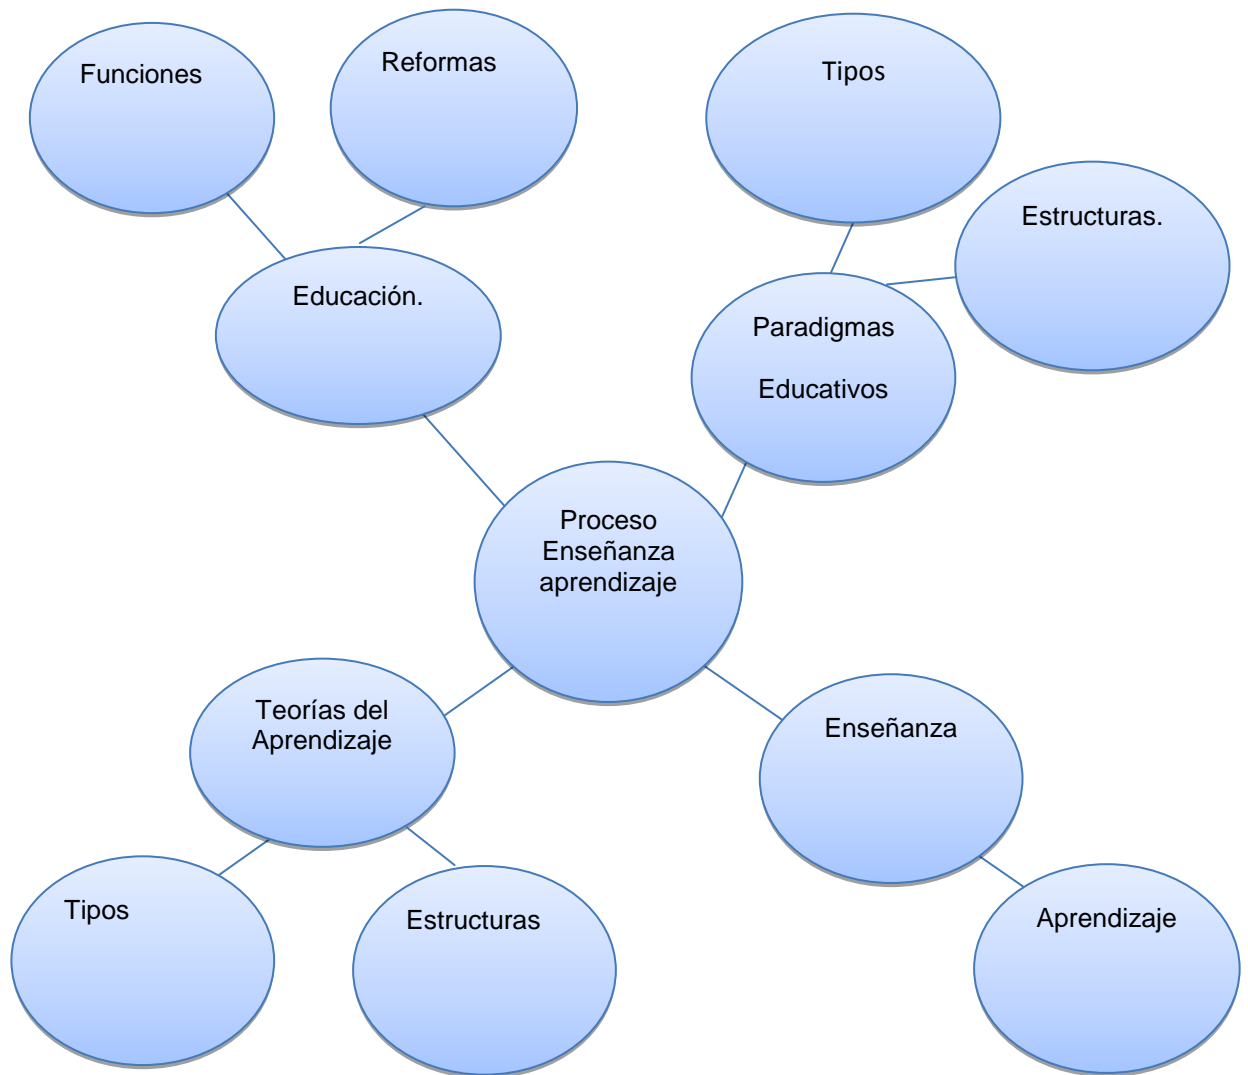 Funciones
Reformas
Tipos
Estructuras.
Educación.
Paradigmas
Educativos
Proceso
Enseñanza
aprendizaje
Teorías del
Aprendizaje
Enseñanza
Tipos
Estructuras
Aprendizaje